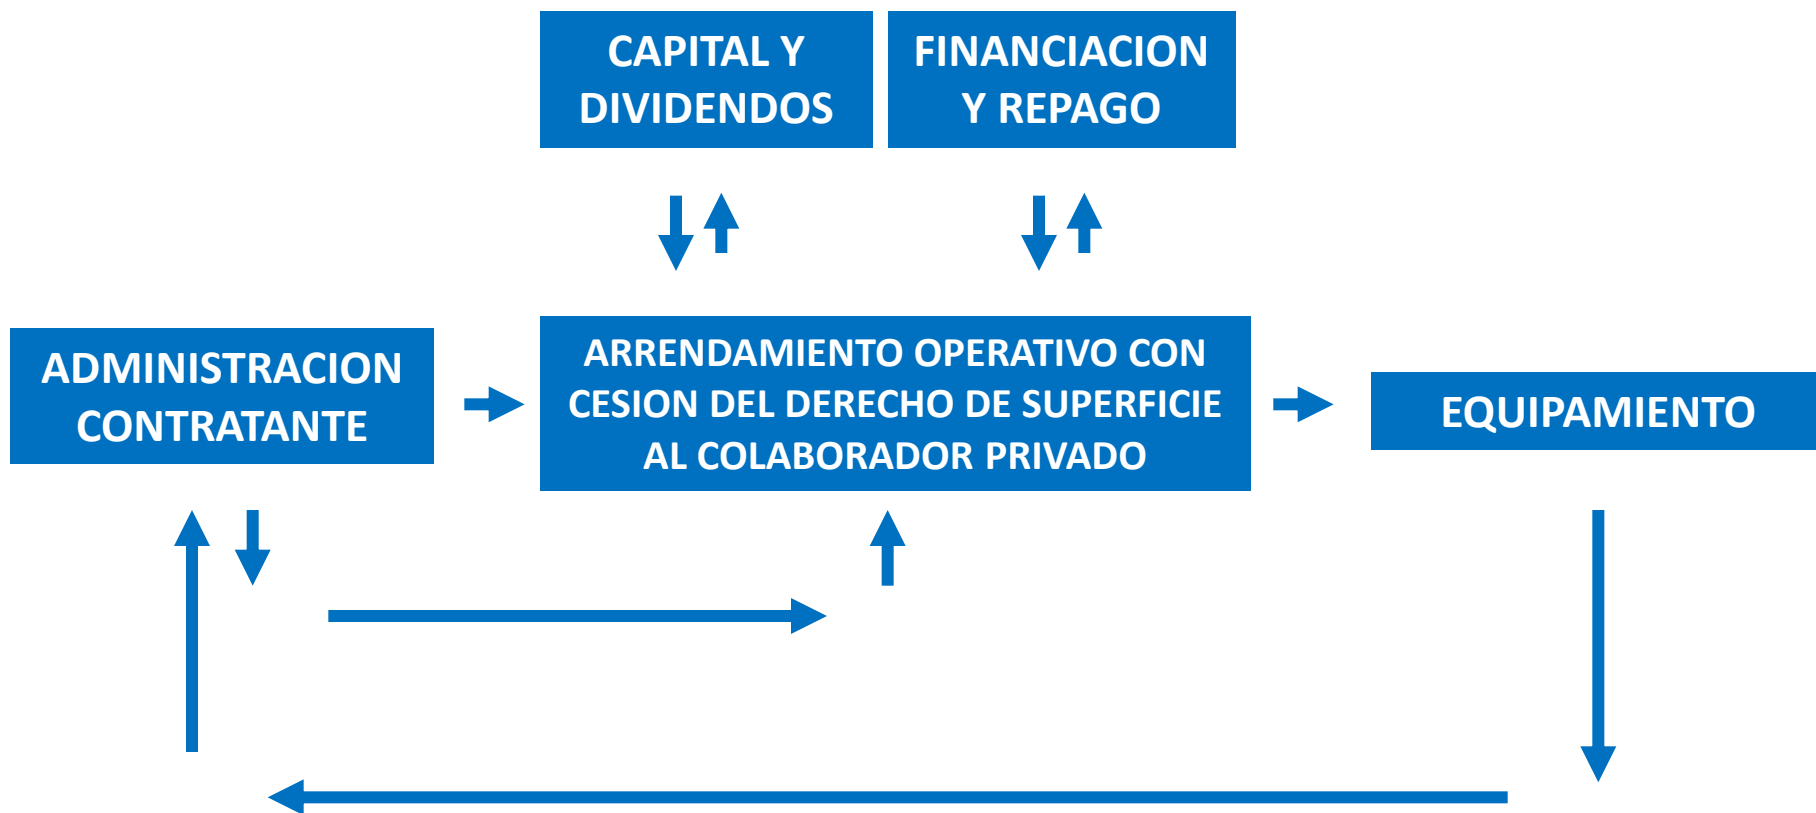 CAPITAL Y
DIVIDENDOS
FINANCIACION
Y REPAGO
ADMINISTRACION
CONTRATANTE
ARRENDAMIENTO OPERATIVO CON
CESION DEL DERECHO DE SUPERFICIE
AL COLABORADOR PRIVADO
EQUIPAMIENTO